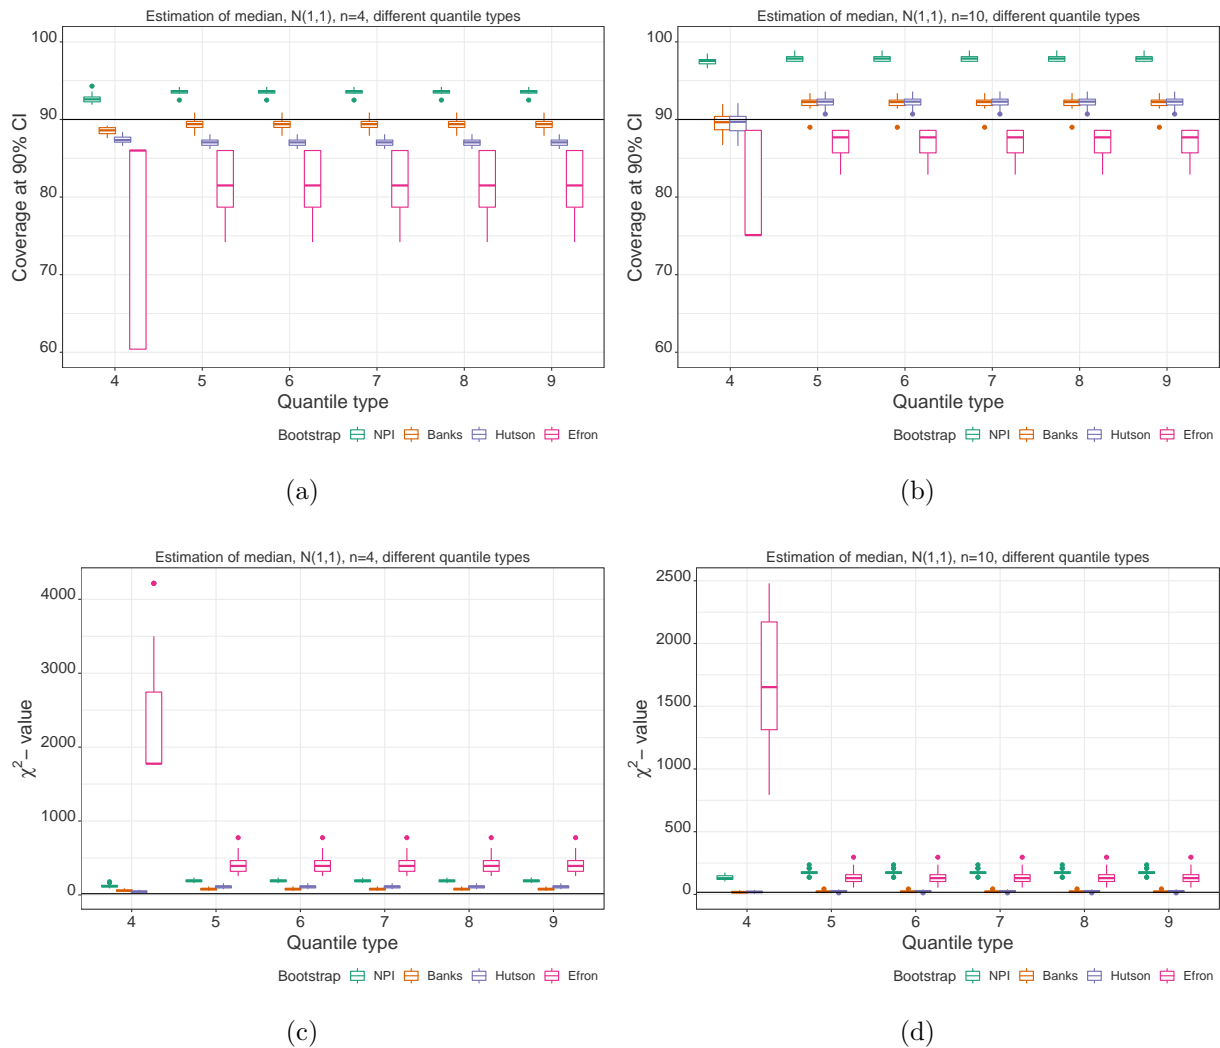 Estimation of median, N(1,1), n=4, different quantile types
Coverage at 90% CI
100
90
80
70
60
4 5 6 7 8 9
Quantile type
Bootstrap NPI Banks Hutson Efron
(a)
Estimation of median, N(1,1), n=10, different quantile types
Coverage at 90% CI
100
90
80
70
60
4 5 6 7 8 9
Quantile type
Bootstrap NPI Banks Hutson Efron
(b)
Estimation of median, N(1,1), n=4, different quantile types
χ²− value
4000
3000
2000
1000
0
4 5 6 7 8 9
Quantile type
Bootstrap NPI Banks Hutson Efron
(c)
Estimation of median, N(1,1), n=10, different quantile types
χ²− value
2500
2000
1500
1000
500
0
4 5 6 7 8 9
Quantile type
Bootstrap NPI Banks Hutson Efron
(d)